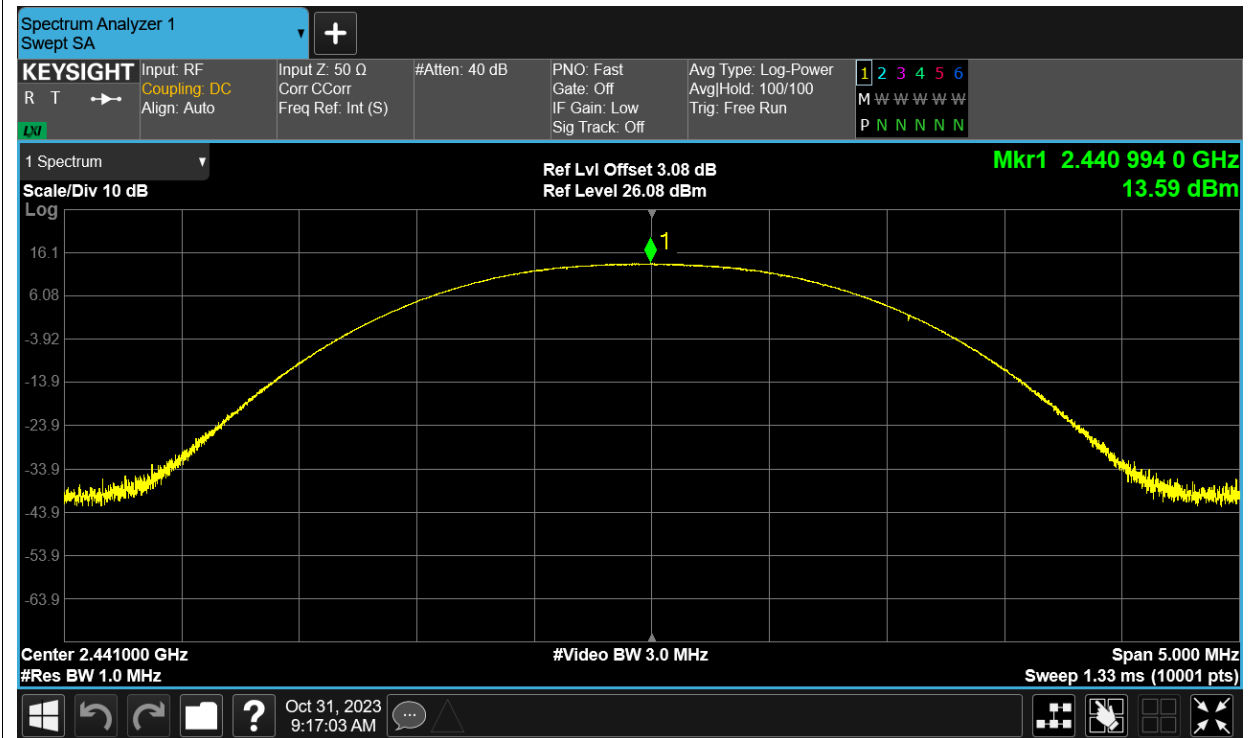 Spectrum Analyzer 1
Swept SA
KEYSIGHT
R T
LXI
Input: RF
Coupling: DC
Align: Auto
Input Z: 50 Ω
Corr CCorr
Freq Ref: Int (S)
#Atten: 40 dB
PNO: Fast
Gate: Off
IF Gain: Low
Sig Track: Off
Avg Type: Log-Power
Avg|Hold: 100/100
Trig: Free Run
1 2 3 4 5 6
M W W W W W
P N N N N N
1 Spectrum
Scale/Div 10 dB
Ref Lvl Offset 3.08 dB
Ref Level 26.08 dBm
Mkr1 2.440 994 0 GHz
13.59 dBm
Log
1
16.1
6.08
-3.92
-13.9
-23.9
-33.9
-43.9
-53.9
-63.9
Center 2.441000 GHz
#Video BW 3.0 MHz
Span 5.000 MHz
#Res BW 1.0 MHz
Sweep 1.33 ms (10001 pts)
?
Oct 31, 2023
9:17:03 AM